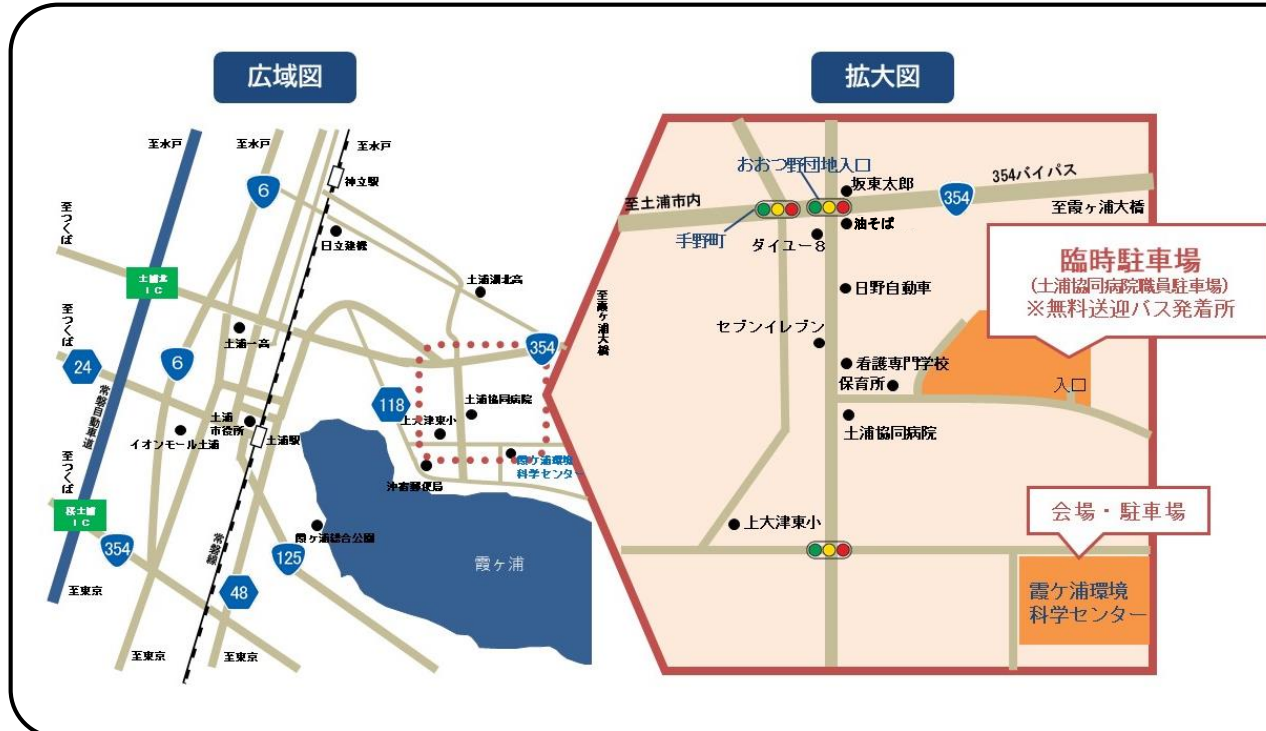 広域図
拡大図
至水戸
至水戸
至水戸
6
神立駅
至つくば
日立建機
土浦北
IC
土浦湖北高
至霞ヶ浦大橋
至つくば
土浦一高
354
24
6
118
土浦協同病院
常磐自動車道
土浦
市役所
上大津東小
イオンモール土浦
土浦駅
霞ケ浦環境
科学センター
至つくば
沖宿郵便局
桜土浦
IC
霞ヶ浦総合公園
354
常磐線
125
霞ヶ浦
至東京
48
至東京
至東京
おおつ野団地入口
坂東太郎
354バイパス
至土浦市内
354
至霞ヶ浦大橋
手野町
油そば
ダイユー8
臨時駐車場
(土浦協同病院職員駐車場)
※無料送迎バス発着所
日野自動車
セブンイレブン
看護専門学校
保育所
入口
土浦協同病院
会場・駐車場
上大津東小
霞ケ浦環境
科学センター